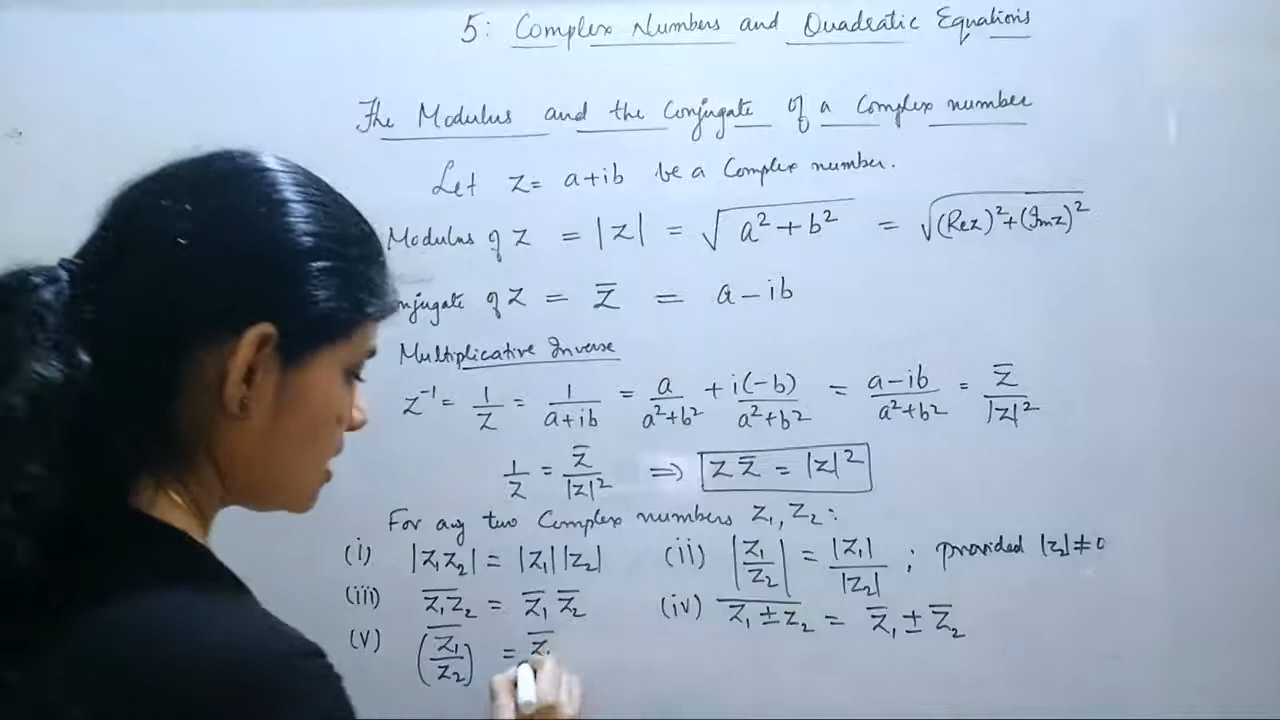 5: Complex Numbers and Quadratic Equations
The Modulus and the Conjugate of a Complex number
Let z = a+ib be a Complex number.
Modulus of z = |z| = √(a² + b²) = √((Re z)² + (Im z)²)
njugate of z = z̅ = a - ib
Multiplicative Inverse
z⁻¹ = 1/z = 1/(a+ib) = a/(a²+b²) + i(-b)/(a²+b²) = (a-ib)/(a²+b²) = z̅/|z|²
1/z = z̅/|z|² ⇒ z z̅ = |z|²
For any two Complex numbers z₁, z₂:
(i) |z₁z₂| = |z₁| |z₂| (ii) |z₁/z₂| = |z₁|/|z₂| ; provided |z₂| ≠ 0
(iii) z̅₁z̅₂̅ = z̅₁ z̅₂ (iv) z̅₁̅ ̅±̅ ̅z̅₂̅ = z̅₁ ± z̅₂
(v) (z̅₁/z₂) = z̅₁